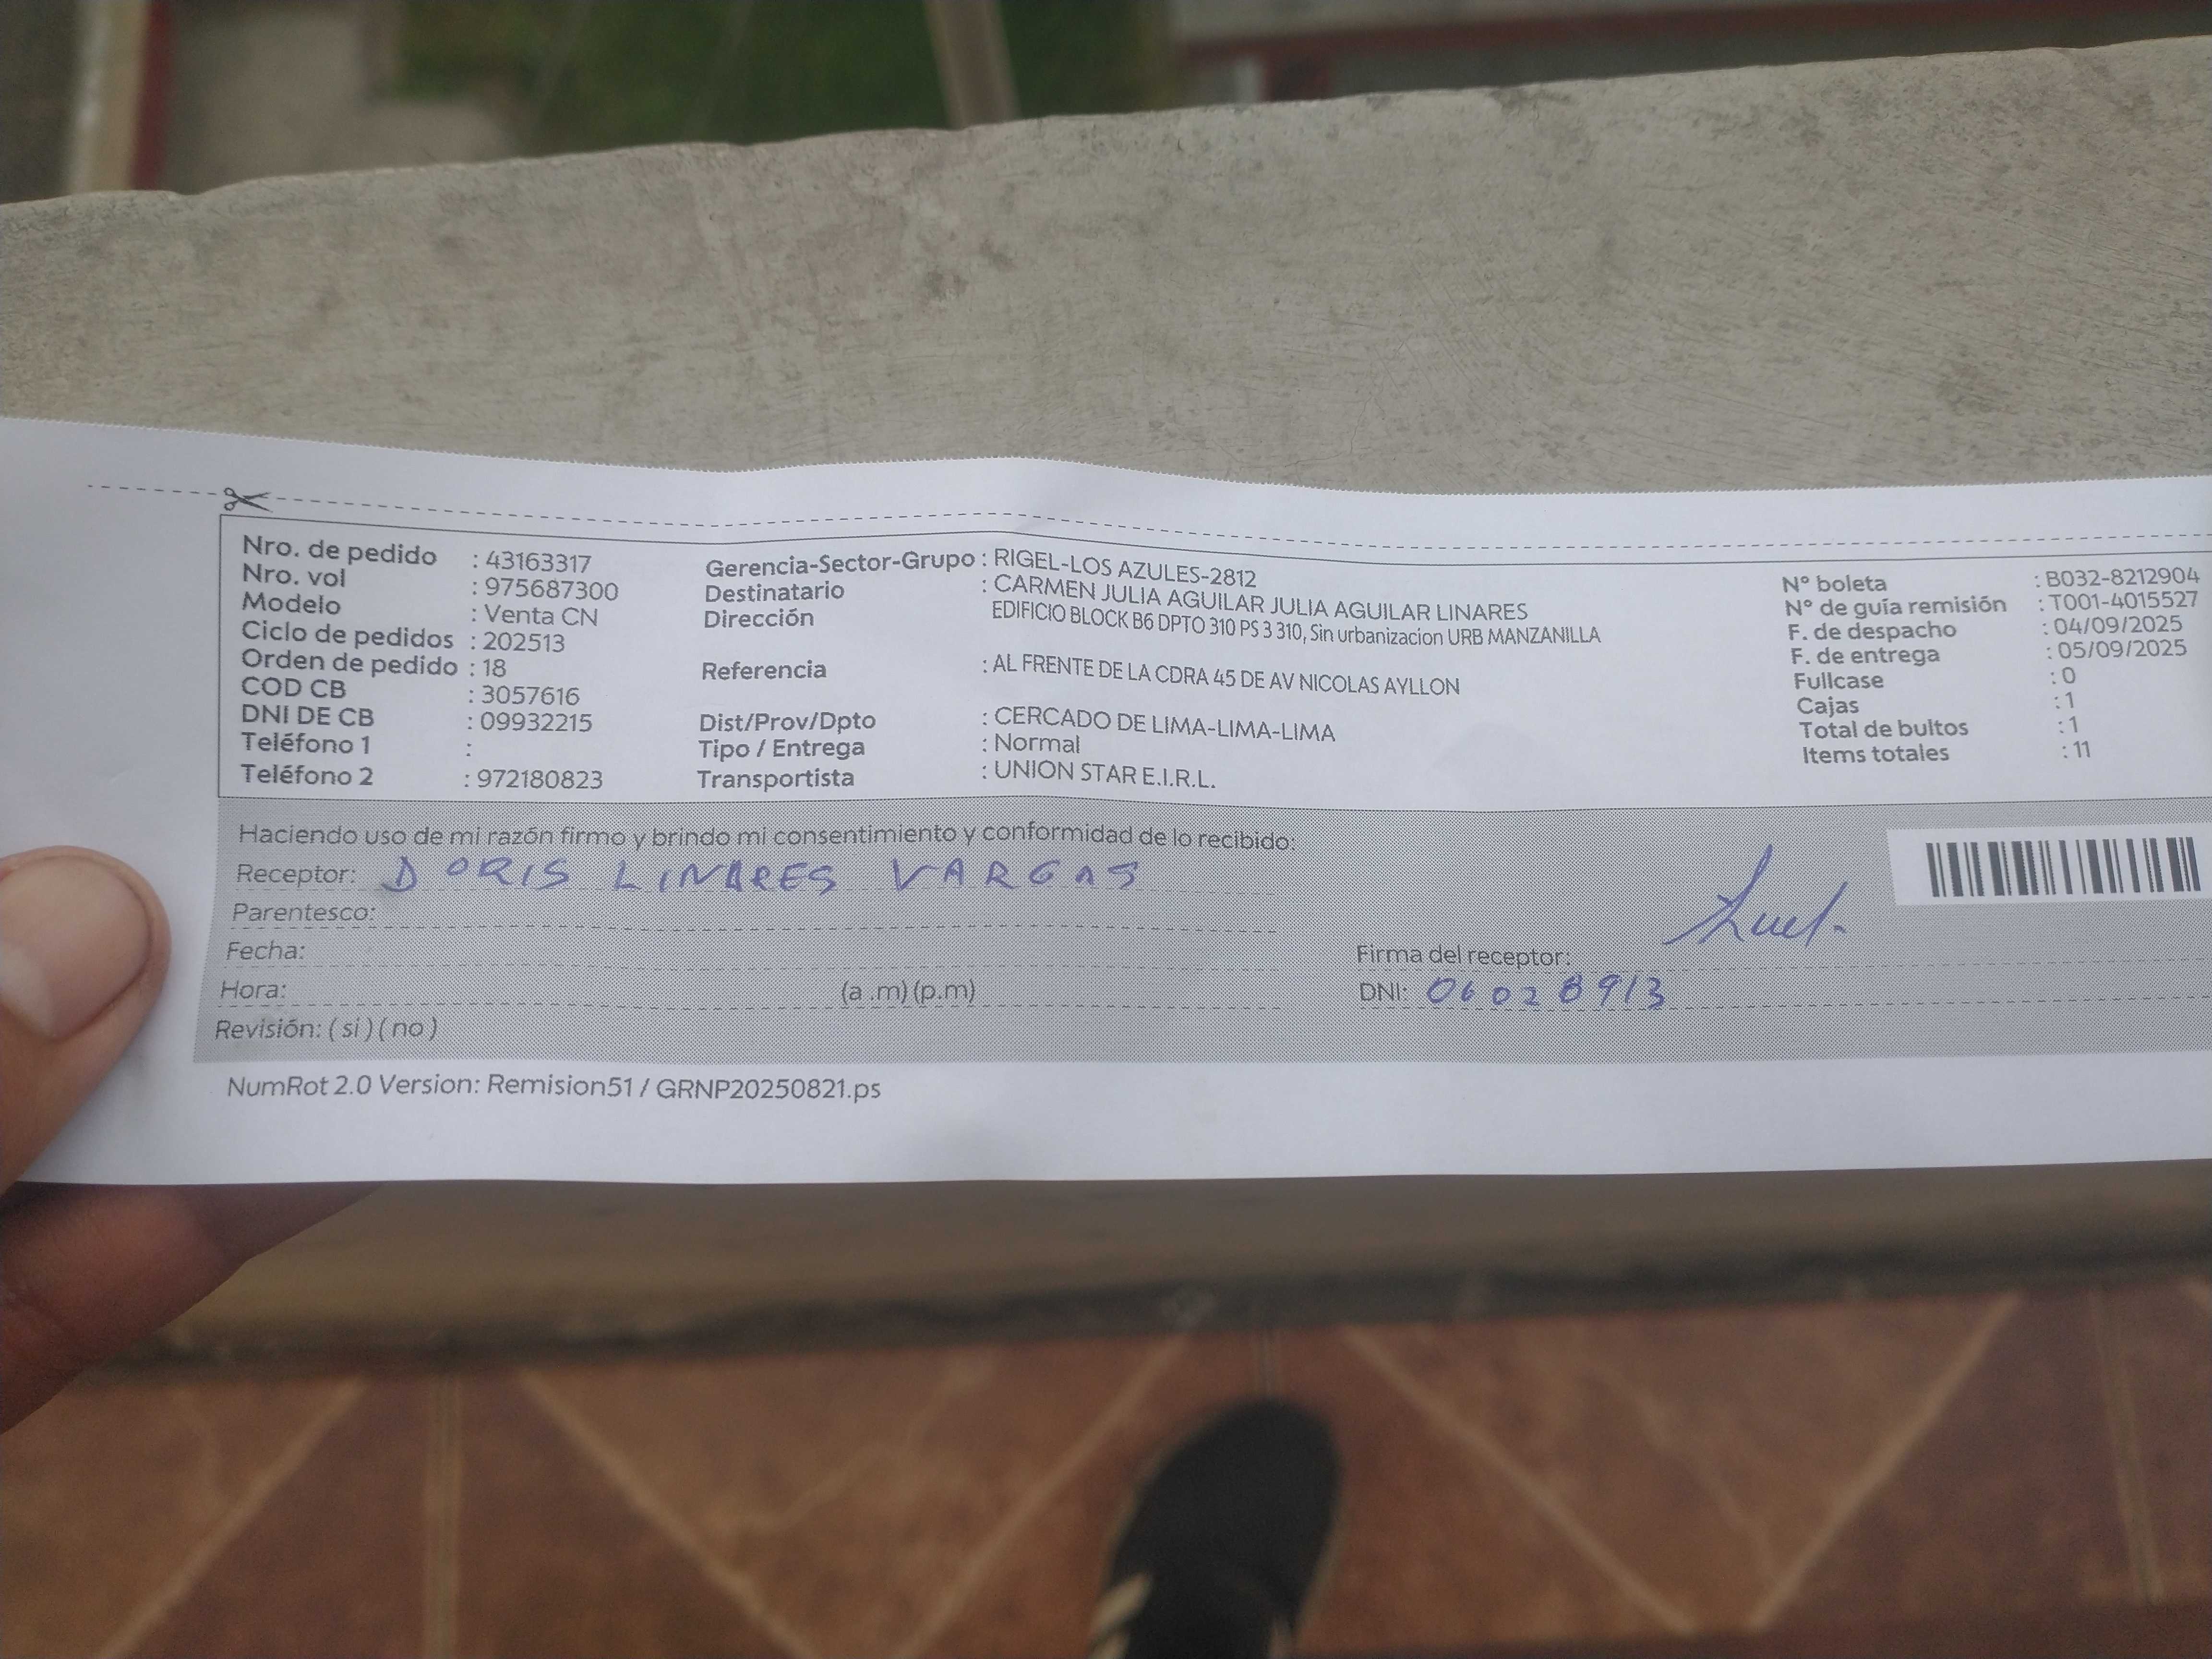 Nro. de pedido : 43163317
Nro. vol : 975687300
Modelo : Venta CN
Ciclo de pedidos : 202513
Orden de pedido : 18
COD CB : 3057616
DNI DE CB : 09932215
Teléfono 1 :
Teléfono 2 : 972180823
Gerencia-Sector-Grupo : RIGEL-LOS AZULES-2812
Destinatario : CARMEN JULIA AGUILAR JULIA AGUILAR LINARES
Dirección EDIFICIO BLOCK B6 DPTO 310 PS 3 310, Sin urbanizacion URB MANZANILLA
Referencia : AL FRENTE DE LA CDRA 45 DE AV NICOLAS AYLLON
Dist/Prov/Dpto : CERCADO DE LIMA-LIMA-LIMA
Tipo / Entrega : Normal
Transportista : UNION STAR E.I.R.L.
N° boleta : B032-8212904
N° de guía remisión : T001-4015527
F. de despacho : 04/09/2025
F. de entrega : 05/09/2025
Fullcase : 0
Cajas : 1
Total de bultos : 1
Items totales : 11
Haciendo uso de mi razón firmo y brindo mi consentimiento y conformidad de lo recibido:
Receptor: DORIS LINARES VARGAS
Parentesco:
Fecha:
Hora: (a .m) (p.m)
Revisión: ( si ) ( no )
Firma del receptor:
DNI: 06028913
NumRot 2.0 Version: Remision51 / GRNP20250821.ps